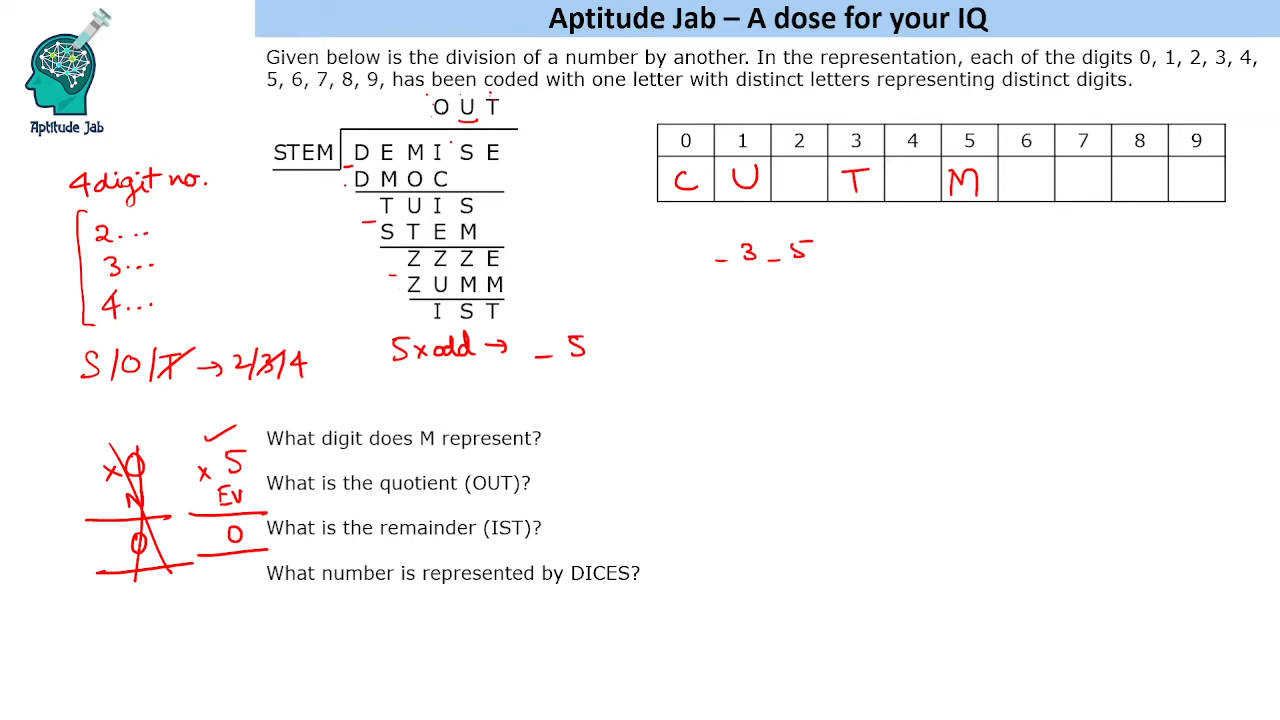 Aptitude Jab – A dose for your IQ
Aptitude Jab
Given below is the division of a number by another. In the representation, each of the digits 0, 1, 2, 3, 4,
5, 6, 7, 8, 9, has been coded with one letter with distinct letters representing distinct digits.
O U T
STEM D E M I S E
D M O C
T U I S
S T E M
Z Z Z E
Z U M M
I S T
0 1 2 3 4 5 6 7 8 9
C U T M
4 digit no.
2...
3...
4...
S/O/T → 2/3/4
5 x odd → _ 5
_ 3 _ 5
x O
N
O
x 5
Ev
0
What digit does M represent?
What is the quotient (OUT)?
What is the remainder (IST)?
What number is represented by DICES?